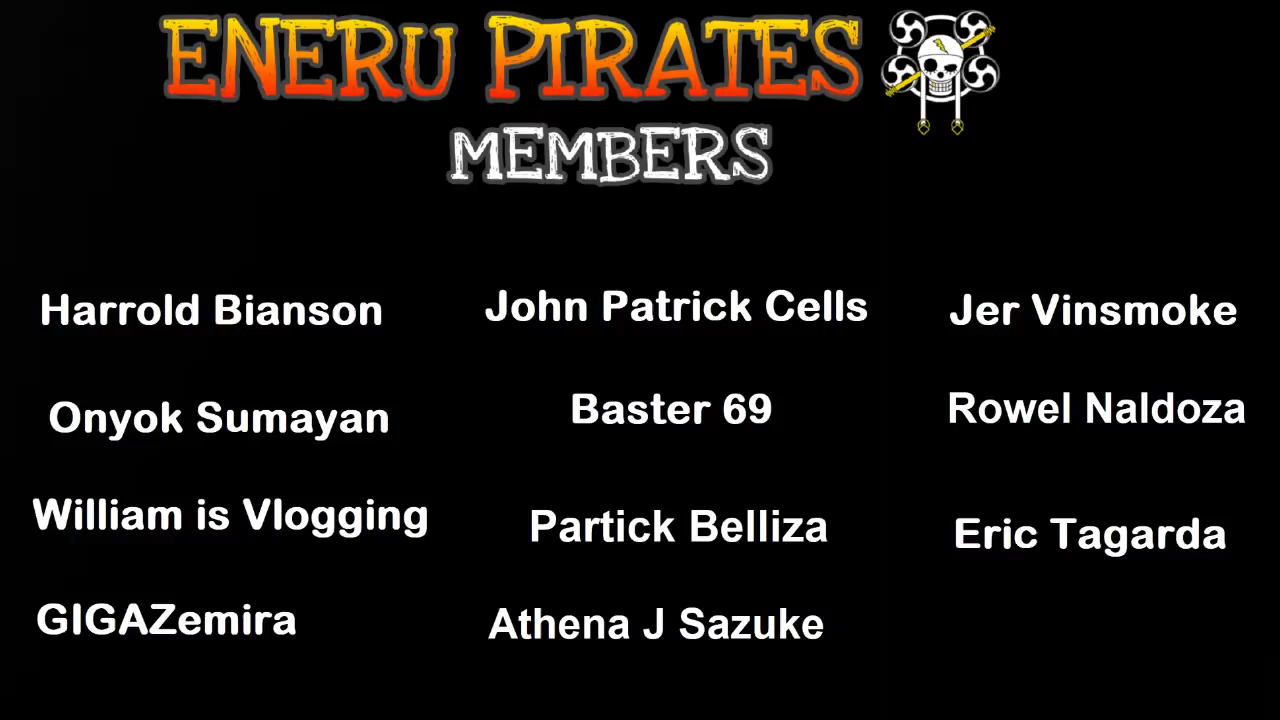 ENERU PIRATES
MEMBERS
Harrold Bianson
John Patrick Cells
Jer Vinsmoke
Onyok Sumayan
Baster 69
Rowel Naldoza
William is Vlogging
Partick Belliza
Eric Tagarda
GIGAZemira
Athena J Sazuke